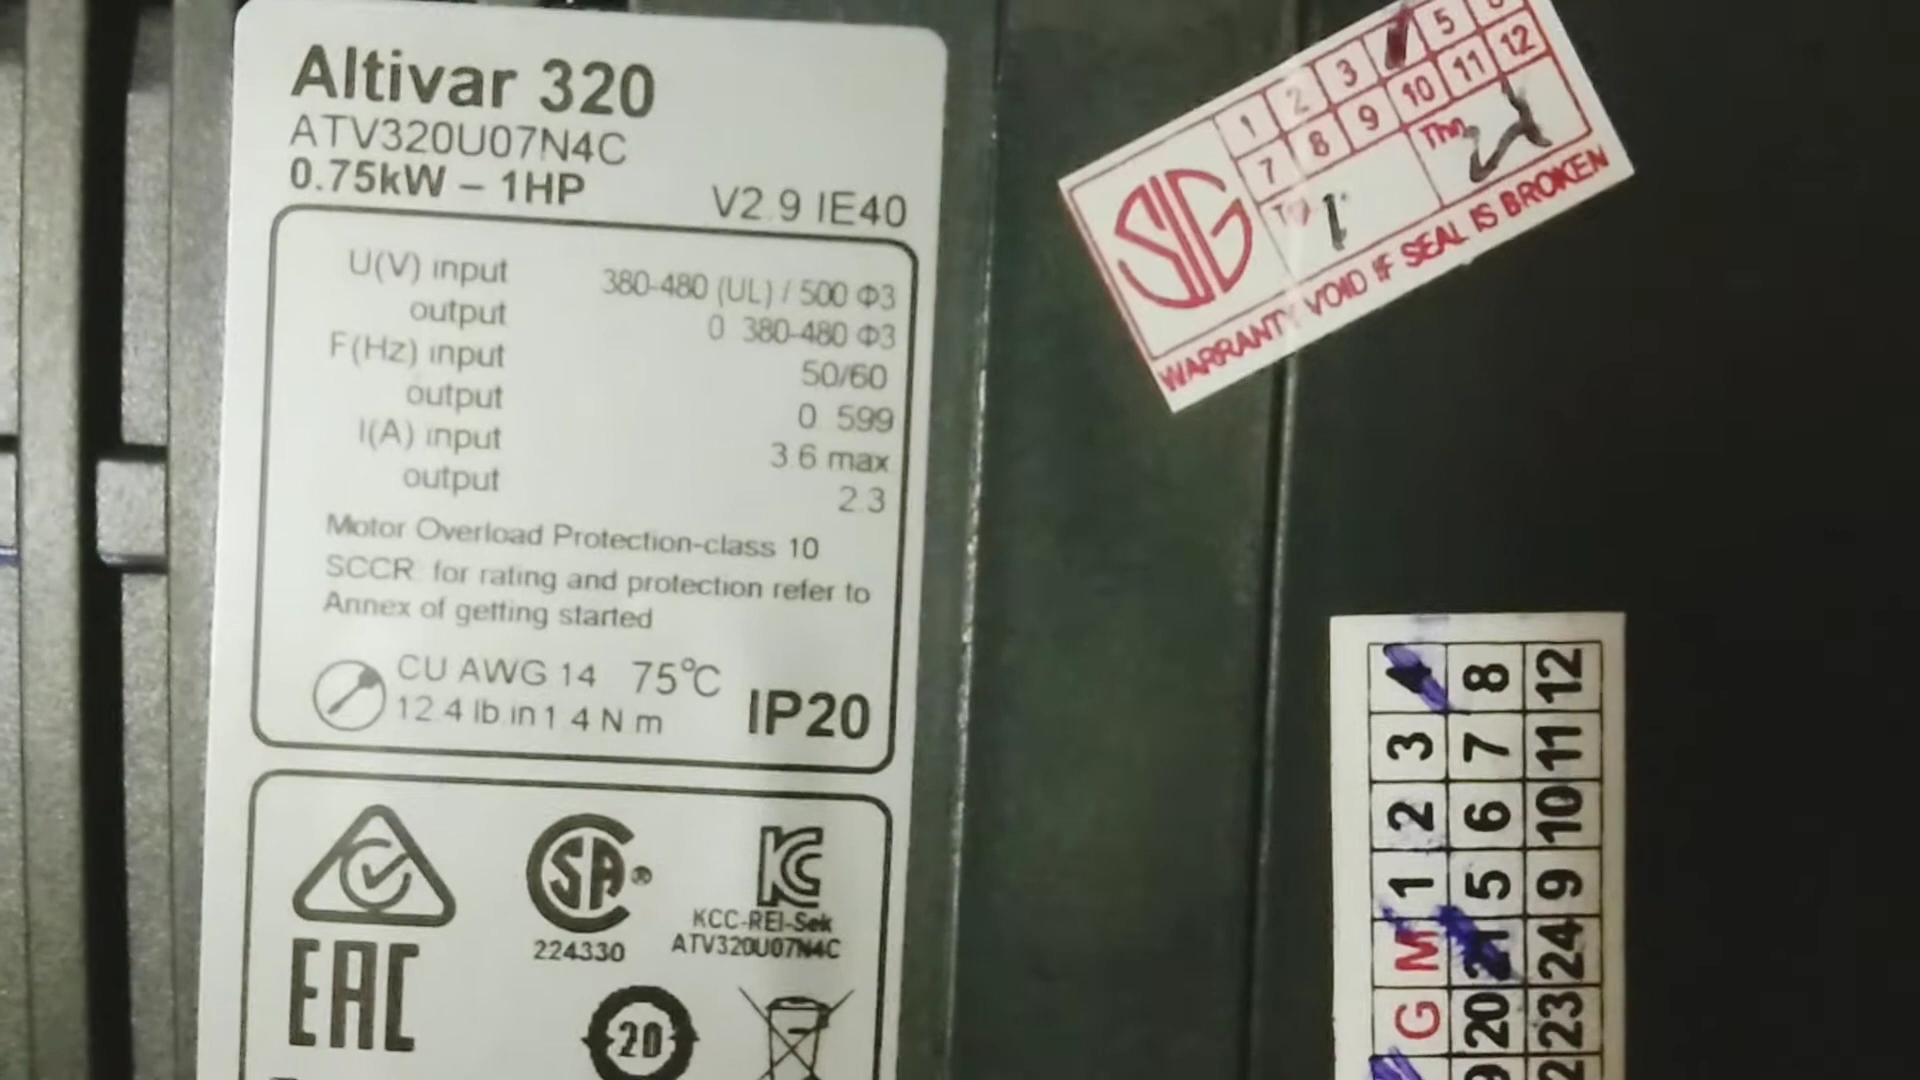 Altivar 320
ATV320U07N4C
0.75kW – 1HP
V2.9 IE40
U(V) input 380-480 (UL) / 500 Φ3
output 0 380-480 Φ3
F(Hz) input 50/60
output 0 599
I(A) input 3.6 max
output 2.3
Motor Overload Protection-class 10
SCCR: for rating and protection refer to
Annex of getting started
CU AWG 14 75°C
12.4 lb.in 1.4 N.m
IP20
SA®
224330
KC
KCC-REI-Sek
ATV320U07N4C
EAC
20
SIG
1 2 3 5
7 8 9 10 11 12
Thn
WARRANTY VOID IF SEAL IS BROKEN
8 12
3 7 11
2 6 10
1 5 9
M 21 24
G 20 23